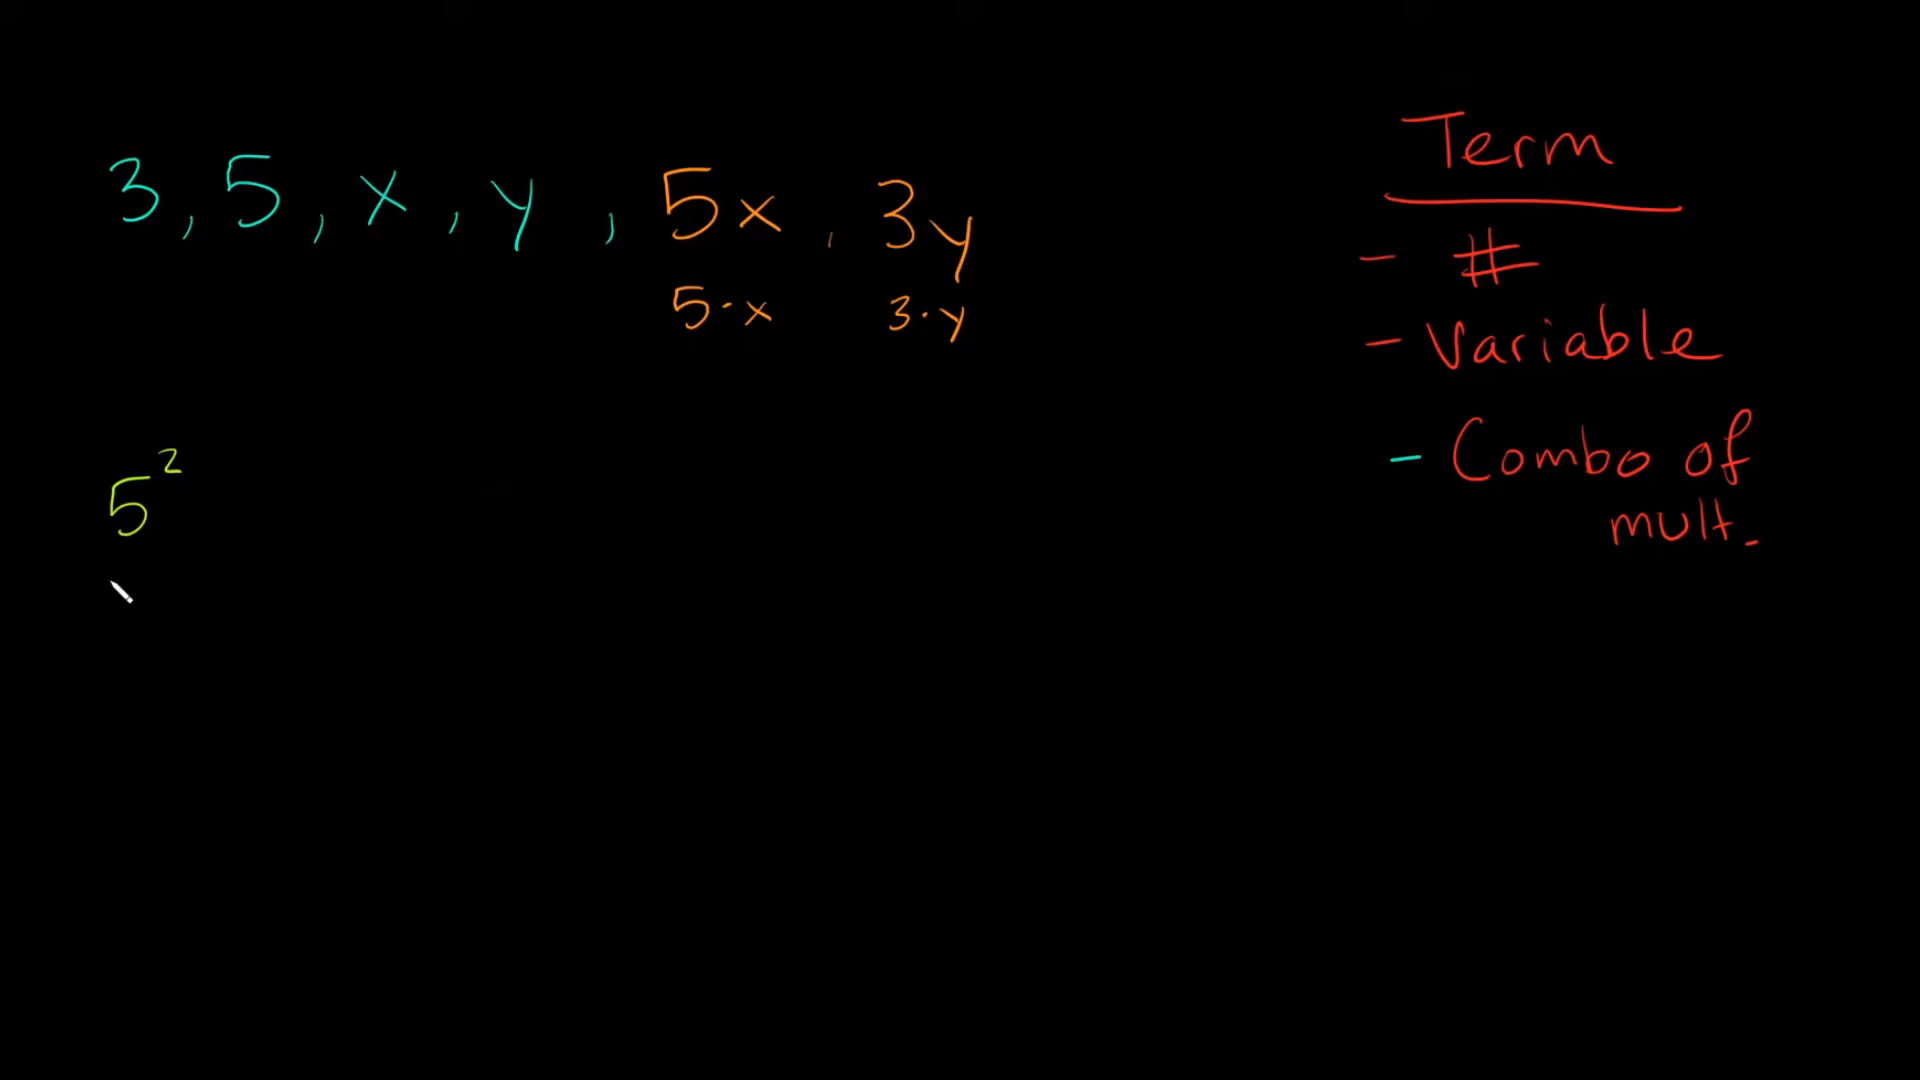 3, 5, x, y, 5x, 3y
5·x 3·y
5²
Term
- #
- Variable
- Combo of
mult.